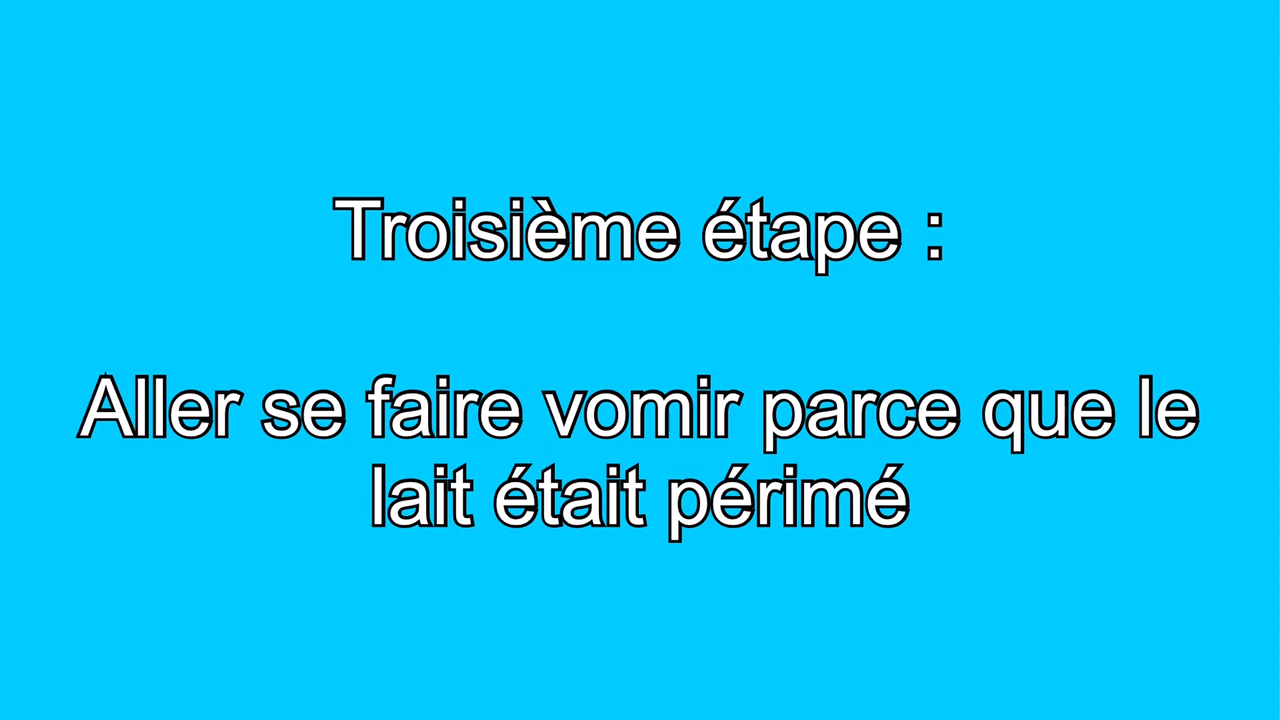 Troisième étape :
Aller se faire vomir parce que le
lait était périmé